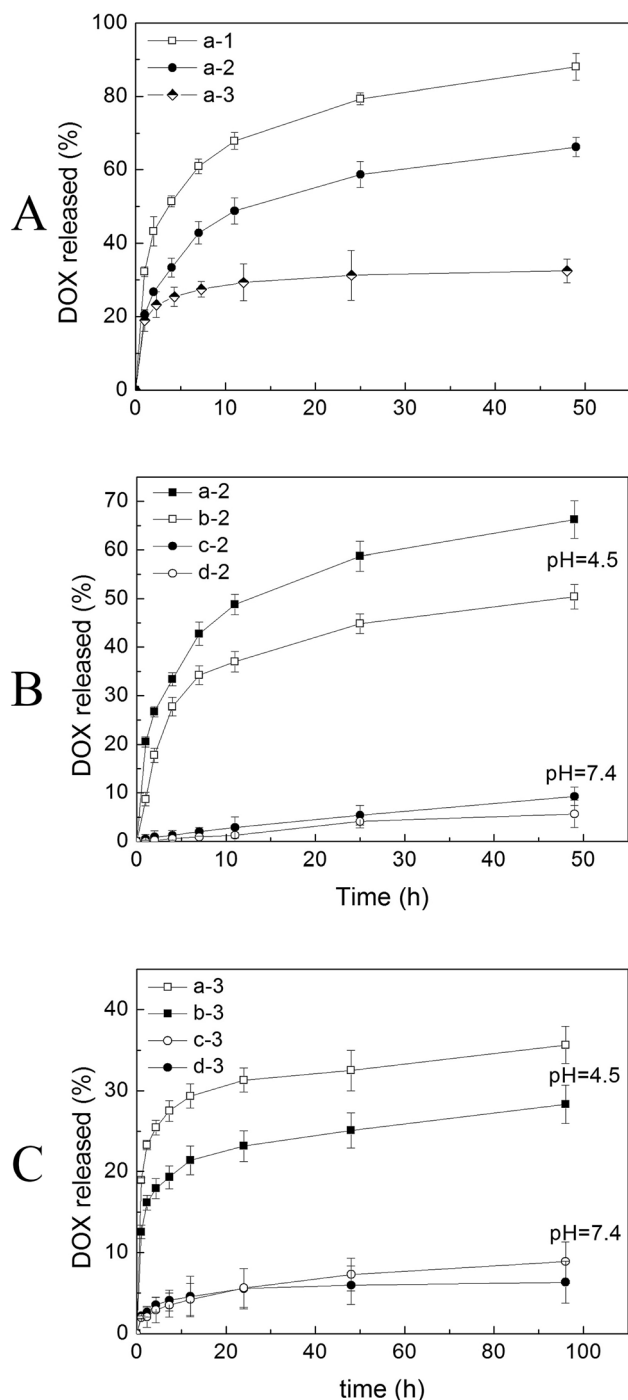 A
DOX released (%)
100
80
60
40
20
0
a-1
a-2
a-3
0 10 20 30 40 50
Time (h)
B
DOX released (%)
70
60
50
40
30
20
10
0
a-2
b-2
c-2
d-2
pH=4.5
pH=7.4
0 10 20 30 40 50
Time (h)
C
DOX released (%)
40
30
20
10
0
a-3
b-3
c-3
d-3
pH=4.5
pH=7.4
0 20 40 60 80 100
time (h)